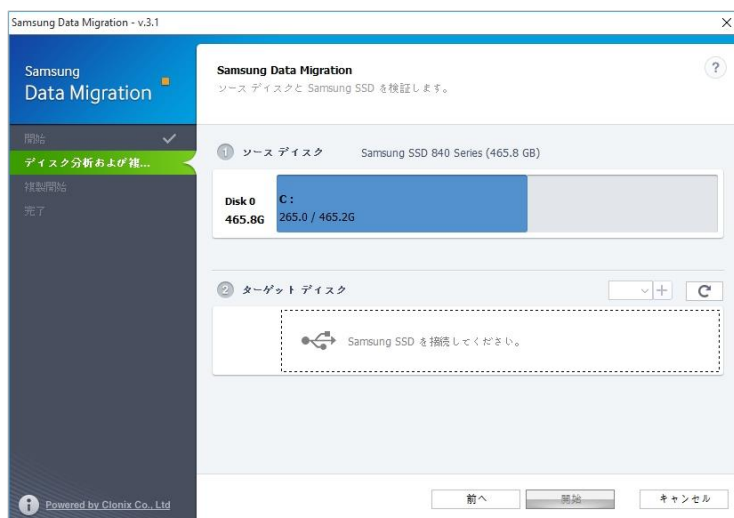 Samsung Data Migration - v.3.1
Samsung
Data Migration
開始
ディスク分析および複...
複製開始
完了
Powered by Clonix Co., Ltd
Samsung Data Migration
ソース ディスクと Samsung SSD を検証します。
?
1 ソース ディスク Samsung SSD 840 Series (465.8 GB)
Disk 0
465.8G
C :
265.0 / 465.2G
2 ターゲット ディスク
Samsung SSD を接続してください。
前へ 開始 キャンセル